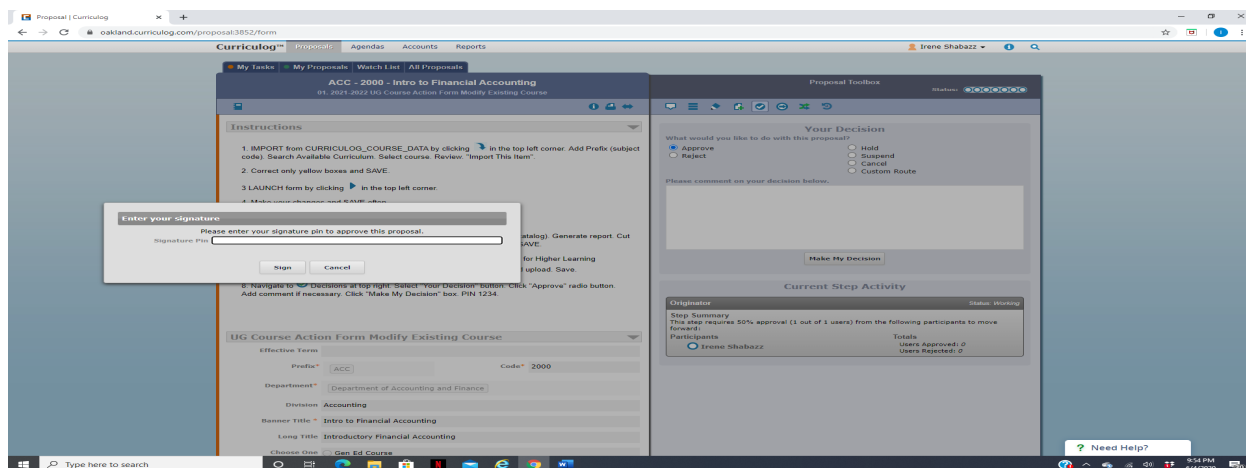 Proposal | Curriculog
oakland.curriculog.com/proposal:3852/form
Curriculog™ Proposals Agendas Accounts Reports
Irene Shabazz
My Tasks My Proposals Watch List All Proposals
ACC - 2000 - Intro to Financial Accounting
01. 2021-2022 UG Course Action Form Modify Existing Course
Instructions
1. IMPORT from CURRICULOG_COURSE_DATA by clicking in the top left corner. Add Prefix (subject
code). Search Available Curriculum. Select course. Review. "Import This Item".
2. Correct only yellow boxes and SAVE.
3 LAUNCH form by clicking in the top left corner.
4. Make your changes and SAVE often.
Enter your signature
Please enter your signature pin to approve this proposal.
Signature Pin
Sign Cancel
atalog). Generate report. Cut
SAVE.
for Higher Learning
upload. Save.
Navigate to Decisions at top right. Select "Your Decision" button. Click "Approve" radio button.
Add comment if necessary. Click "Make My Decision" box. PIN 1234.
UG Course Action Form Modify Existing Course
Effective Term
Prefix* ACC Code* 2000
Department* Department of Accounting and Finance
Division Accounting
Banner Title * Intro to Financial Accounting
Long Title Introductory Financial Accounting
Choose One Gen Ed Course
Proposal Toolbox
Status:
Your Decision
What would you like to do with this proposal?
Approve Hold
Reject Suspend
Cancel
Custom Route
Please comment on your decision below.
Make My Decision
Current Step Activity
Originator Status: Working
Step Summary
This step requires 50% approval (1 out of 1 users) from the following participants to move
forward:
Participants Totals
Irene Shabazz Users Approved: 0
Users Rejected: 0
? Need Help?
Type here to search
9:54 PM